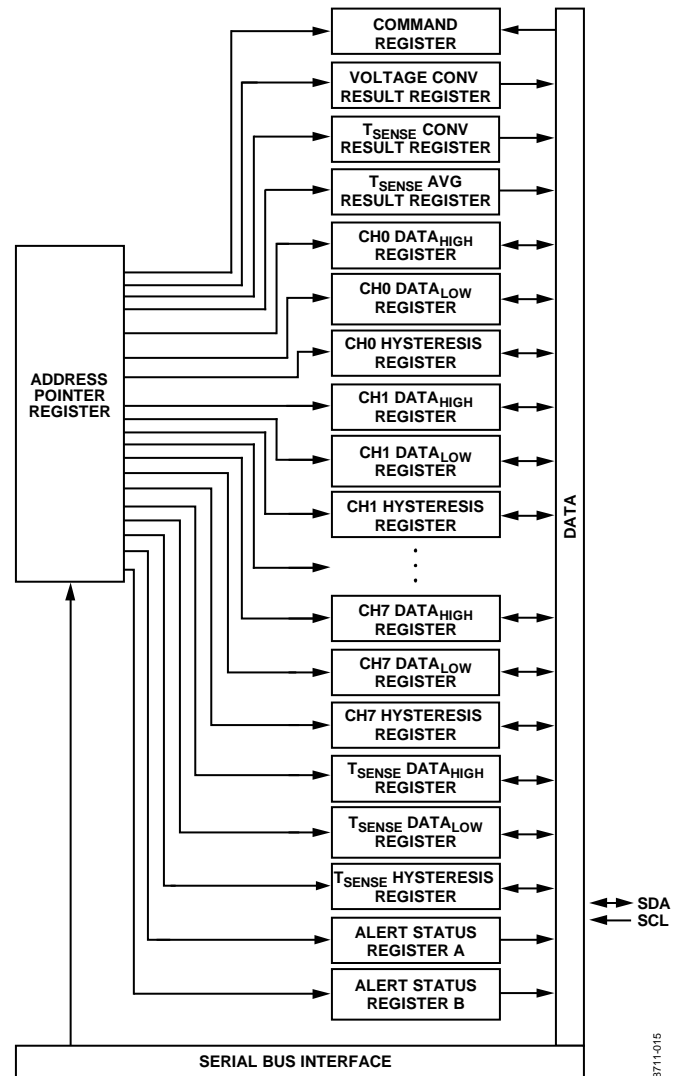 COMMAND
REGISTER
VOLTAGE CONV
RESULT REGISTER
TSENSE CONV
RESULT REGISTER
TSENSE AVG
RESULT REGISTER
CH0 DATAHIGH
REGISTER
CH0 DATALOW
REGISTER
CH0 HYSTERESIS
REGISTER
ADDRESS
POINTER
REGISTER
CH1 DATAHIGH
REGISTER
CH1 DATALOW
REGISTER
CH1 HYSTERESIS
REGISTER
DATA
CH7 DATAHIGH
REGISTER
CH7 DATALOW
REGISTER
CH7 HYSTERESIS
REGISTER
TSENSE DATAHIGH
REGISTER
TSENSE DATALOW
REGISTER
TSENSE HYSTERESIS
REGISTER
SDA
SCL
ALERT STATUS
REGISTER A
ALERT STATUS
REGISTER B
SERIAL BUS INTERFACE